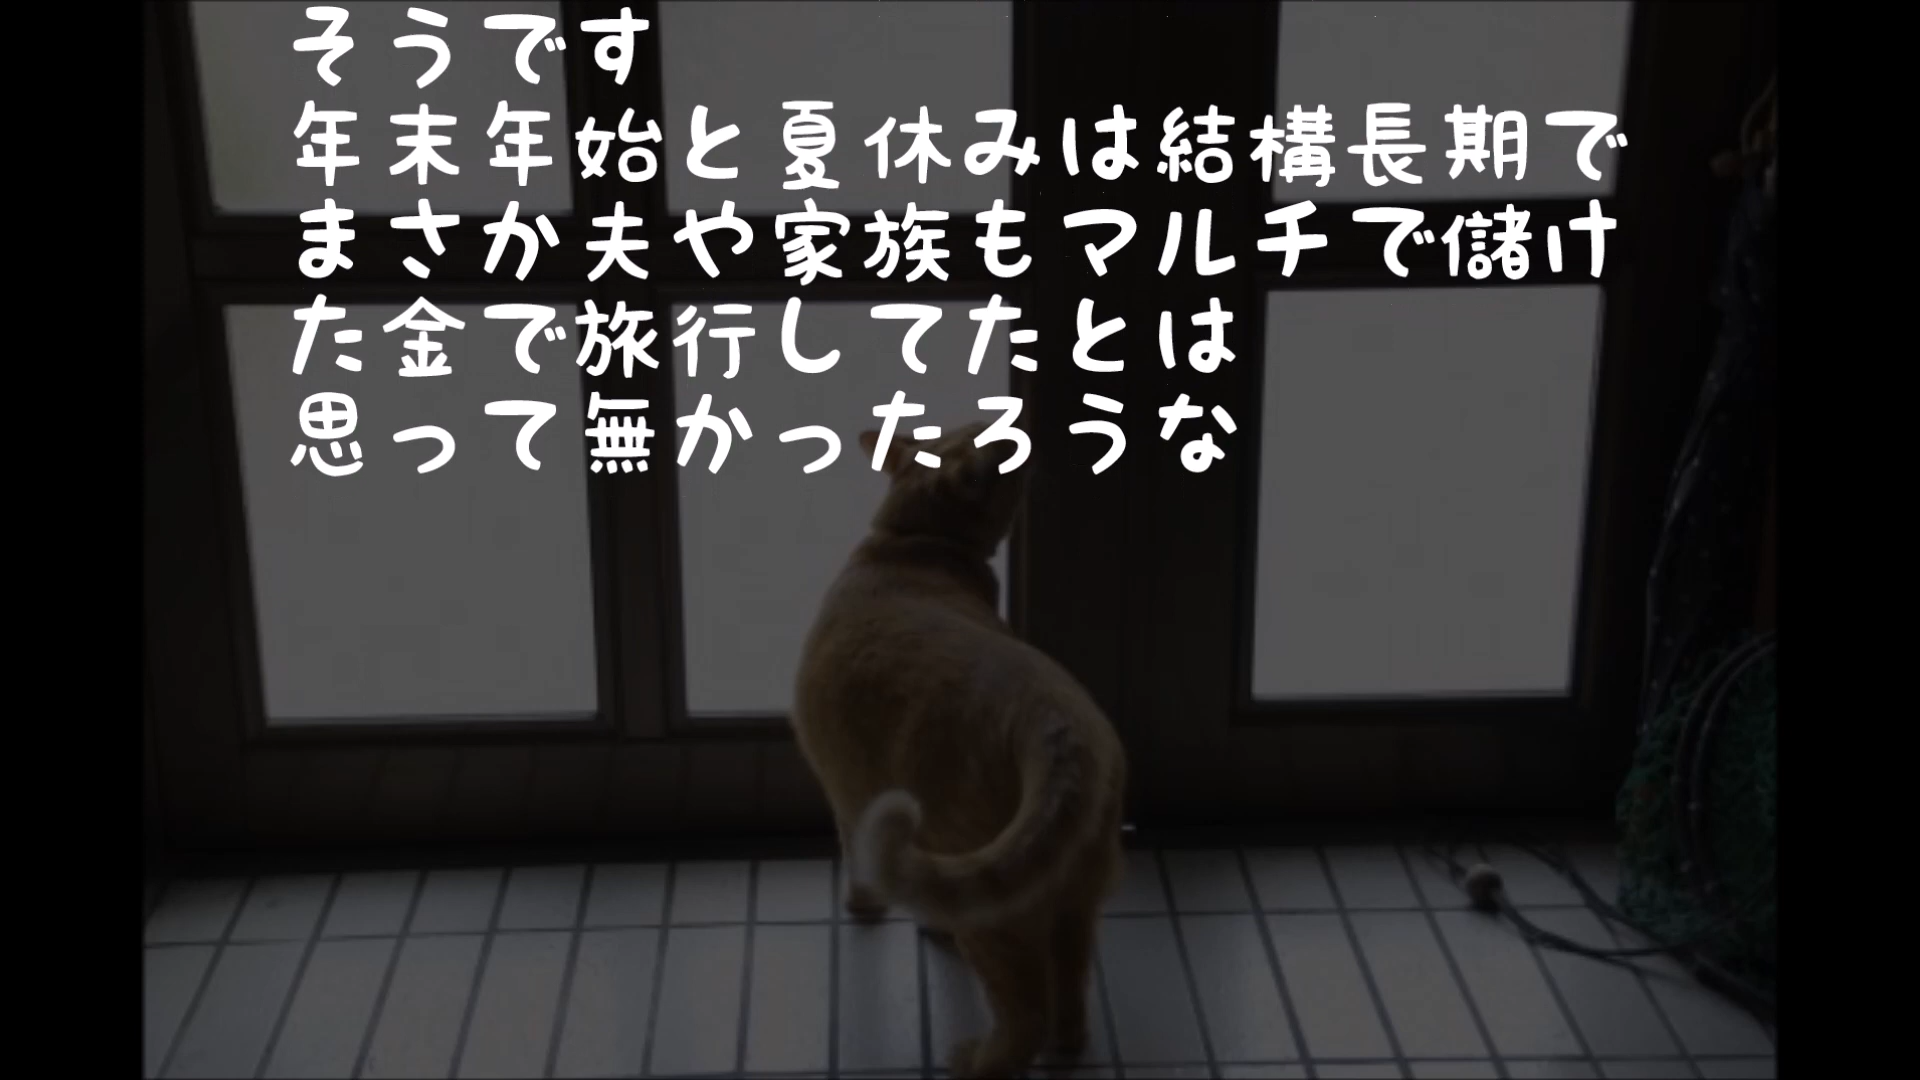 そうです
年末年始と夏休みは結構長期で
まさか夫や家族もマルチで儲け
た金で旅行してたとは
思って無かったろうな